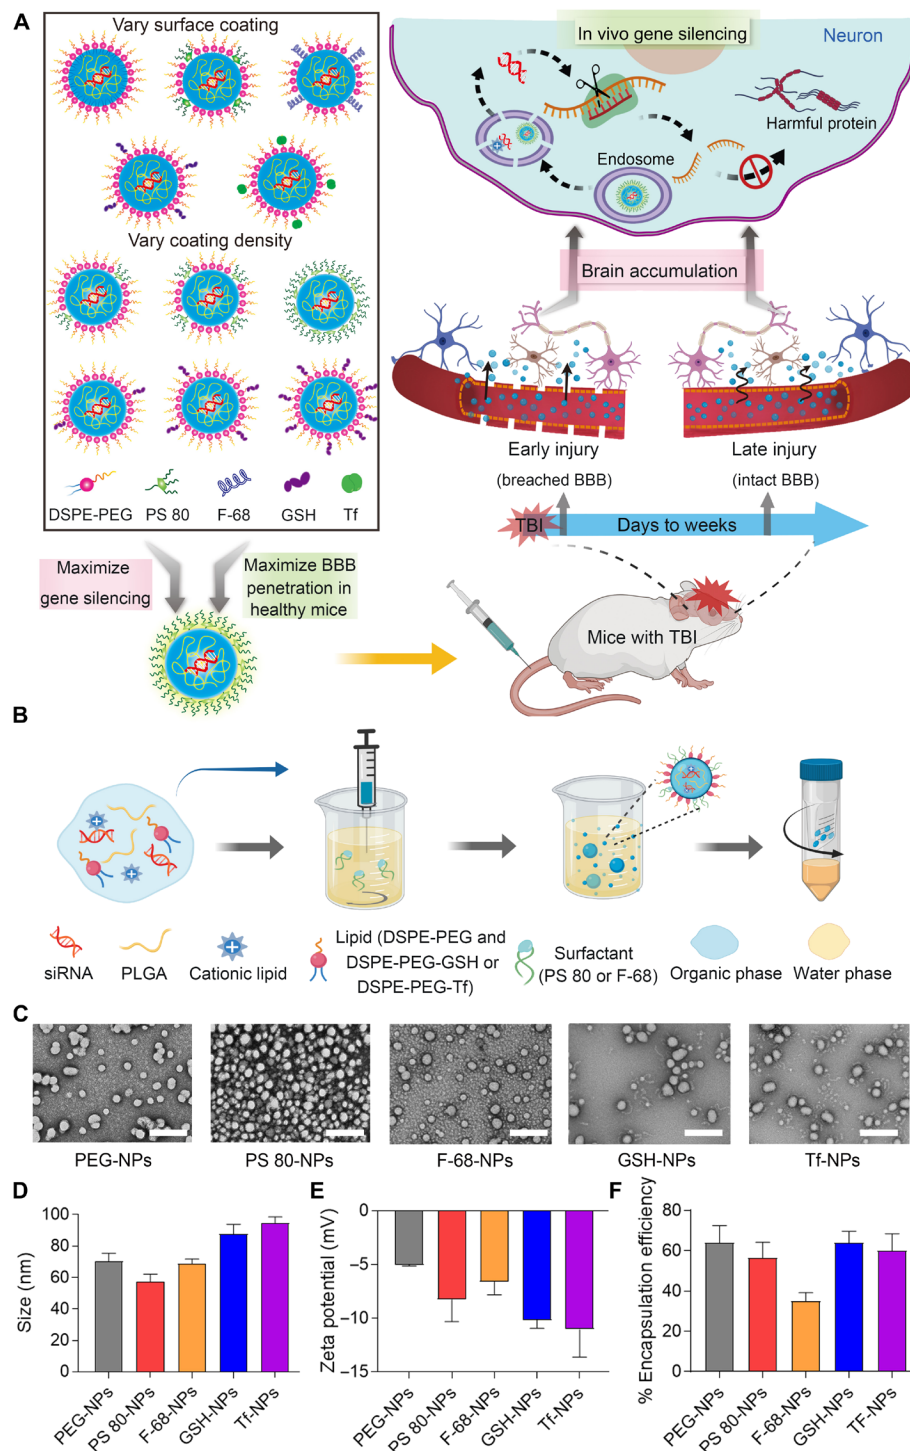 A
Vary surface coating
Vary coating density
DSPE-PEG
PS 80
F-68
GSH
Tf
In vivo gene silencing
Neuron
Harmful protein
Endosome
Brain accumulation
Early injury
(breached BBB)
Late injury
(intact BBB)
TBI
Days to weeks
Maximize
gene silencing
Maximize BBB
penetration in
healthy mice
Mice with TBI
B
siRNA
PLGA
Cationic lipid
Lipid (DSPE-PEG and
DSPE-PEG-GSH or
DSPE-PEG-Tf)
Surfactant
(PS 80 or F-68)
Organic phase
Water phase
C
PEG-NPs
PS 80-NPs
F-68-NPs
GSH-NPs
Tf-NPs
D
Size (nm)
100
80
60
40
20
0
PEG-NPs
PS 80-NPs
F-68-NPs
GSH-NPs
Tf-NPs
E
Zeta potential (mV)
0
−5
−10
−15
PEG-NPs
PS 80-NPs
F-68-NPs
GSH-NPs
Tf-NPs
F
% Encapsulation efficiency
80
60
40
20
0
PEG-NPs
PS 80-NPs
F-68-NP
GSH-NPs
TF-NPs